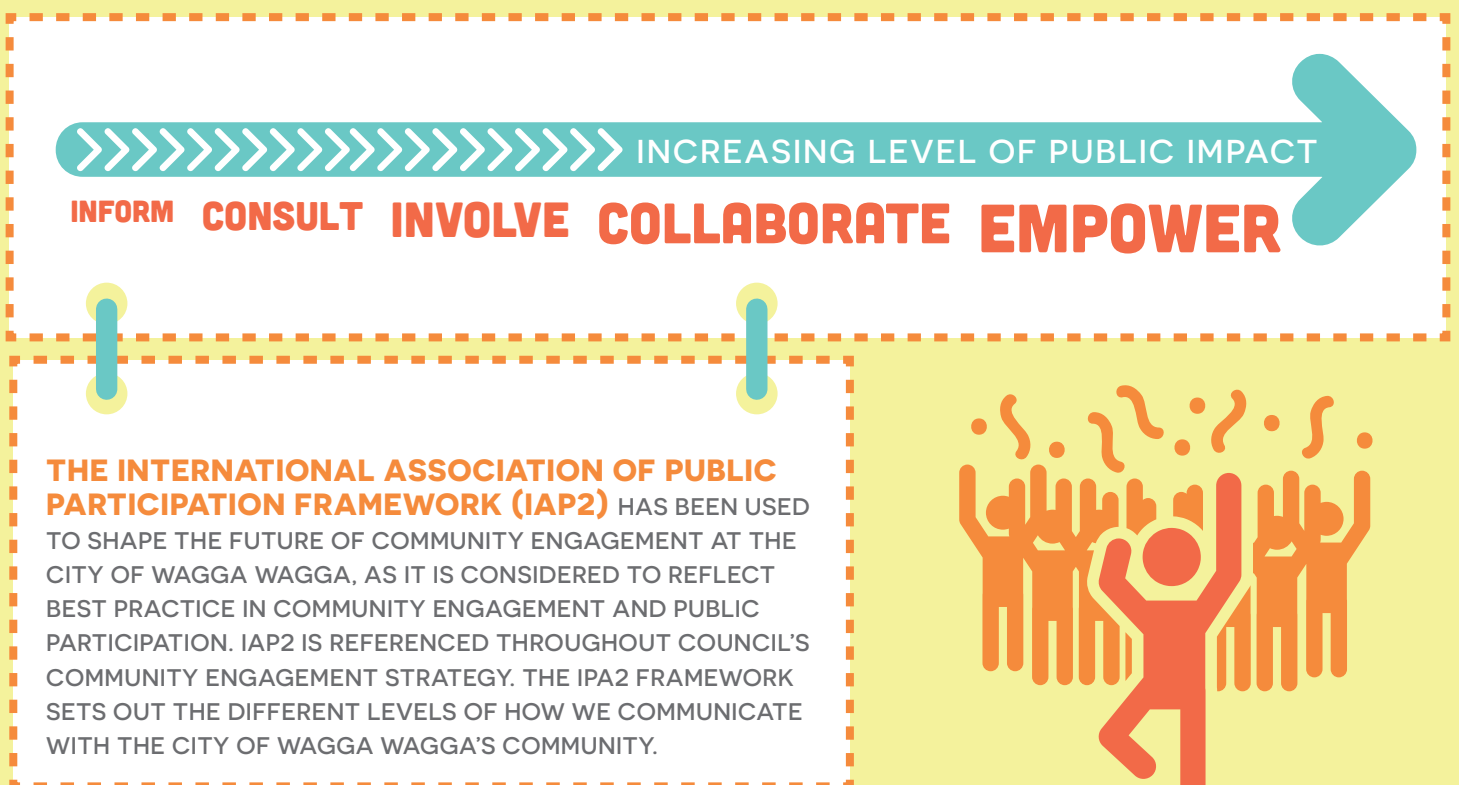 INCREASING LEVEL OF PUBLIC IMPACT
INFORM CONSULT INVOLVE COLLABORATE EMPOWER
THE INTERNATIONAL ASSOCIATION OF PUBLIC
PARTICIPATION FRAMEWORK (IAP2) HAS BEEN USED
TO SHAPE THE FUTURE OF COMMUNITY ENGAGEMENT AT THE
CITY OF WAGGA WAGGA, AS IT IS CONSIDERED TO REFLECT
BEST PRACTICE IN COMMUNITY ENGAGEMENT AND PUBLIC
PARTICIPATION. IAP2 IS REFERENCED THROUGHOUT COUNCIL'S
COMMUNITY ENGAGEMENT STRATEGY. THE IPA2 FRAMEWORK
SETS OUT THE DIFFERENT LEVELS OF HOW WE COMMUNICATE
WITH THE CITY OF WAGGA WAGGA'S COMMUNITY.